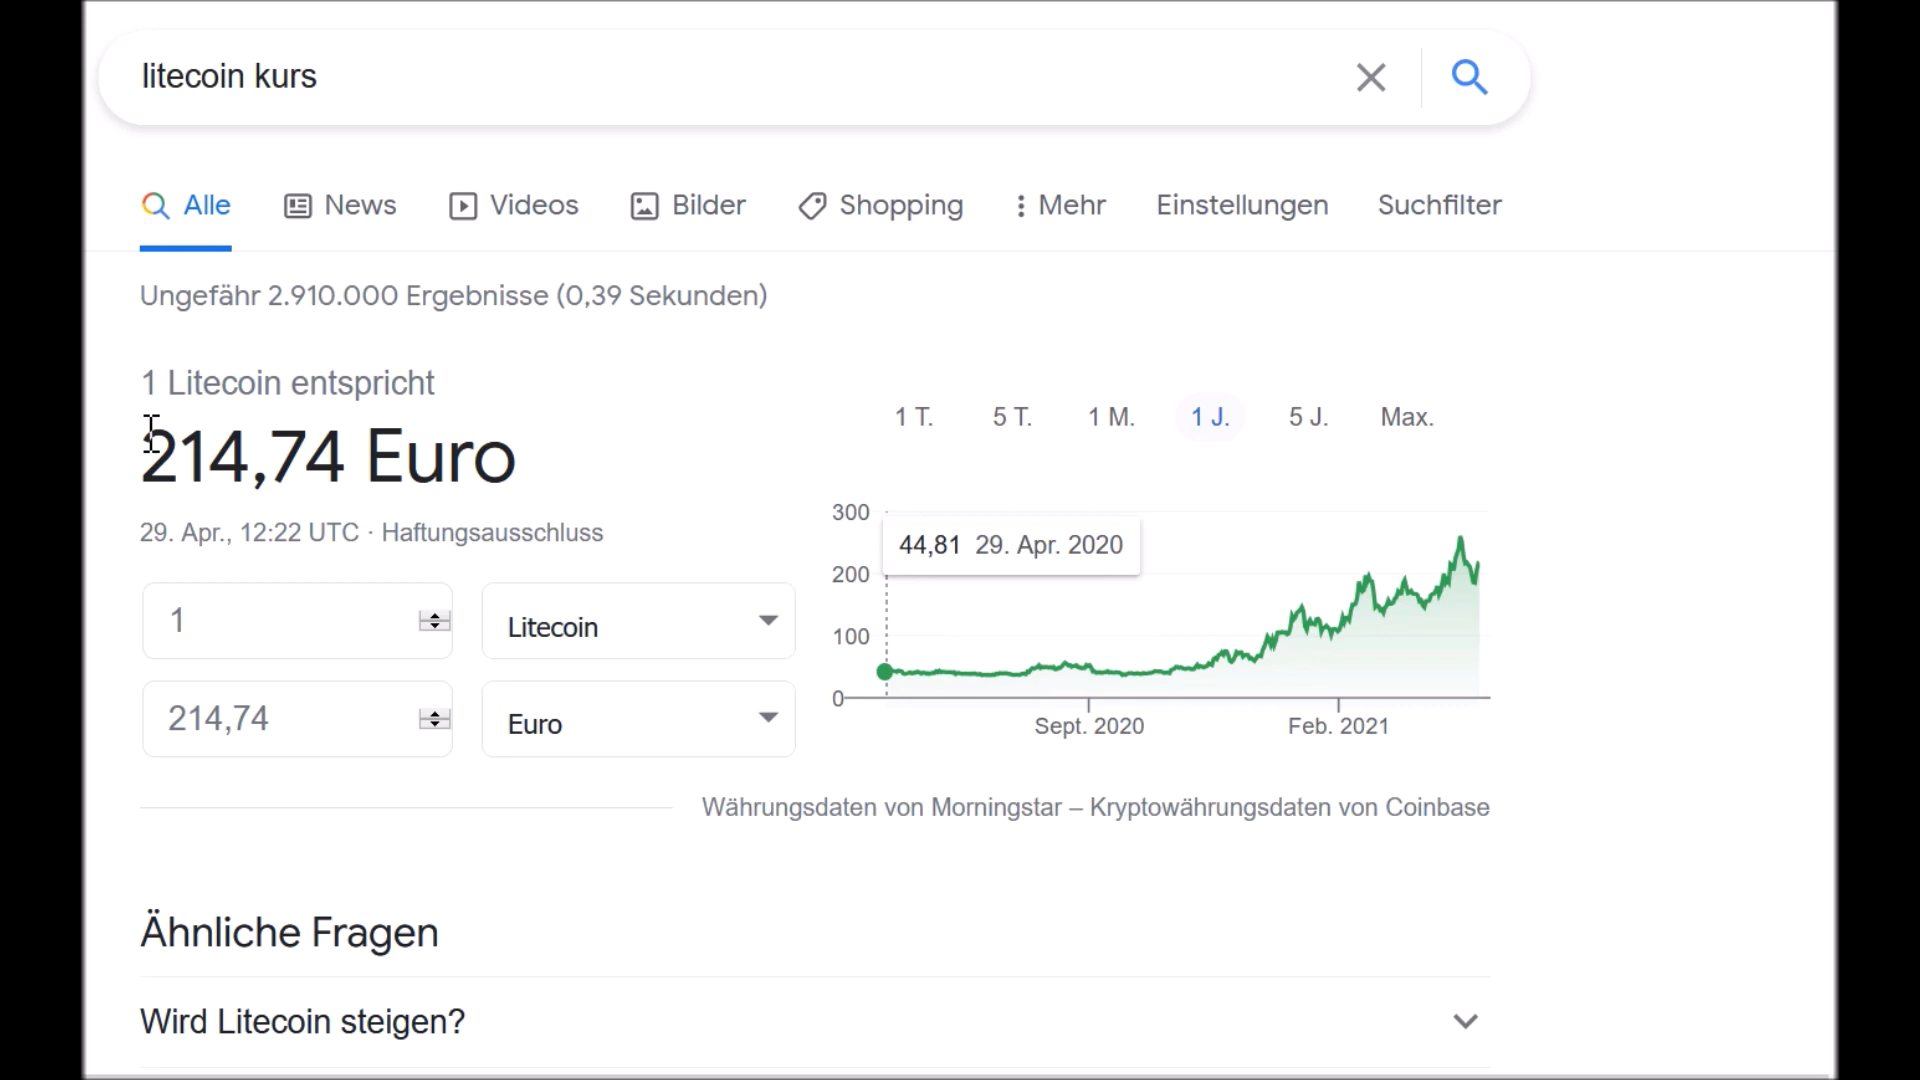 litecoin kurs
Alle News Videos Bilder Shopping Mehr Einstellungen Suchfilter
Ungefähr 2.910.000 Ergebnisse (0,39 Sekunden)
1 Litecoin entspricht
214,74 Euro
29. Apr., 12:22 UTC · Haftungsausschluss
1 Litecoin
214,74 Euro
1 T. 5 T. 1 M. 1 J. 5 J. Max.
300
44,81 29. Apr. 2020
200
100
0
Sept. 2020 Feb. 2021
Währungsdaten von Morningstar – Kryptowährungsdaten von Coinbase
Ähnliche Fragen
Wird Litecoin steigen?